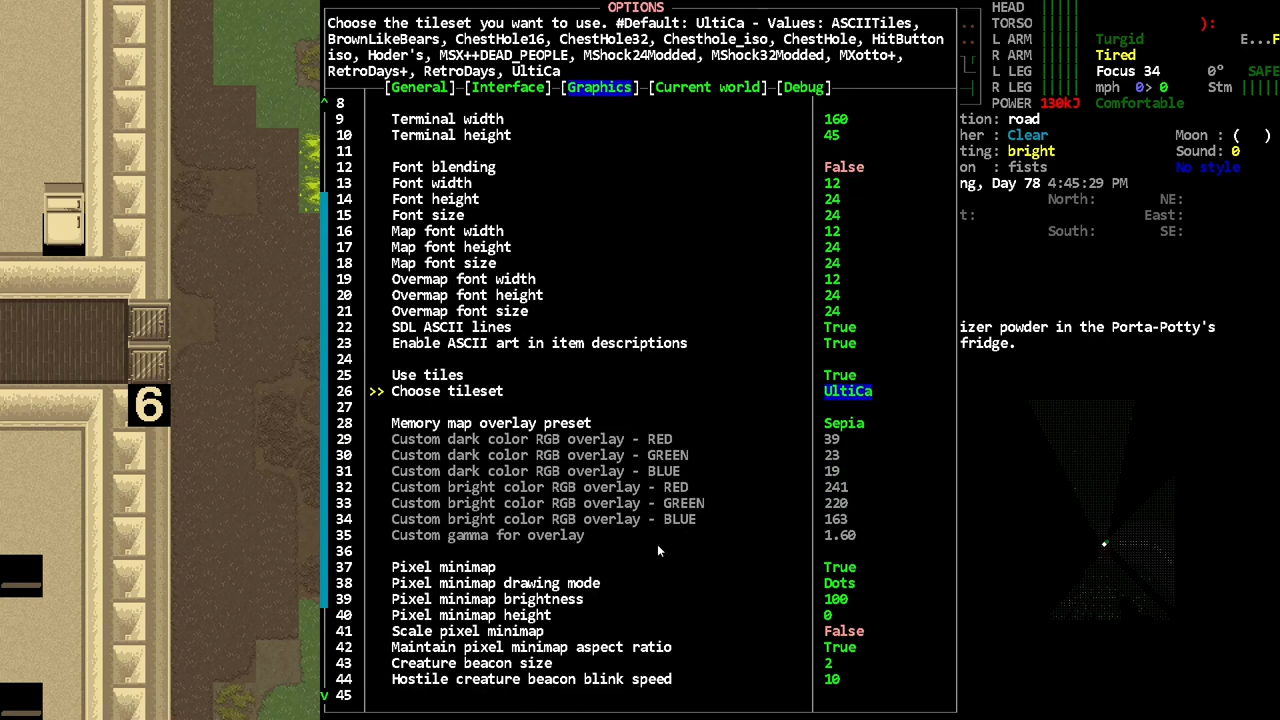 OPTIONS
Choose the tileset you want to use. #Default: UltiCa - Values: ASCIITiles,
BrownLikeBears, ChestHole16, ChestHole32, Chesthole_iso, ChestHole, HitButton
iso, Hoder's, MSX++DEAD_PEOPLE, MShock24Modded, MShock32Modded, MXotto+,
RetroDays+, RetroDays, UltiCa
[General] [Interface] [Graphics] [Current world] [Debug]
^ 8
9 Terminal width 160
10 Terminal height 45
11
12 Font blending False
13 Font width 12
14 Font height 24
15 Font size 24
16 Map font width 12
17 Map font height 24
18 Map font size 24
19 Overmap font width 12
20 Overmap font height 24
21 Overmap font size 24
22 SDL ASCII lines True
23 Enable ASCII art in item descriptions True
24
25 Use tiles True
26 >> Choose tileset UltiCa
27
28 Memory map overlay preset Sepia
29 Custom dark color RGB overlay - RED 39
30 Custom dark color RGB overlay - GREEN 23
31 Custom dark color RGB overlay - BLUE 19
32 Custom bright color RGB overlay - RED 241
33 Custom bright color RGB overlay - GREEN 220
34 Custom bright color RGB overlay - BLUE 163
35 Custom gamma for overlay 1.60
36
37 Pixel minimap True
38 Pixel minimap drawing mode Dots
39 Pixel minimap brightness 100
40 Pixel minimap height 0
41 Scale pixel minimap False
42 Maintain pixel minimap aspect ratio True
43 Creature beacon size 2
44 Hostile creature beacon blink speed 10
v 45
6
HEAD |||||
TORSO ||||| ):
L ARM ||||| Turgid E...F
R ARM ||||| Tired
L LEG ||||| Focus 34 0° SAFE
R LEG ||||| mph 0> 0 Stm |||||
POWER 130kJ Comfortable
tion: road
her : Clear Moon : (   )
ting: bright Sound: 0
on : fists No style
ng, Day 78 4:45:29 PM
North: NE:
t: East:
South: SE:
izer powder in the Porta-Potty's
fridge.